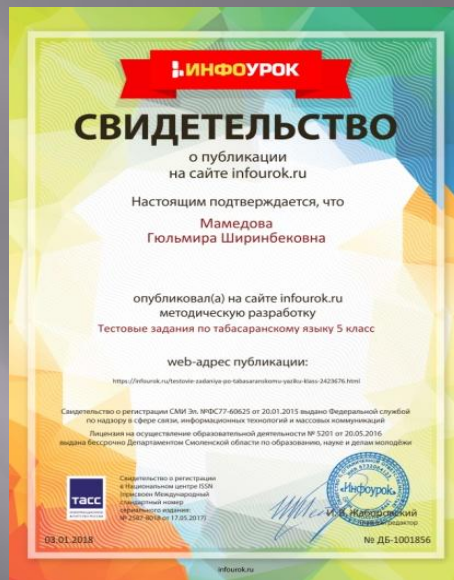 ИНФОУРОК
СВИДЕТЕЛЬСТВО
о публикации
на сайте infourok.ru
Настоящим подтверждается, что
Мамедова
Гюльмира Ширинбековна
опубликовал(а) на сайте infourok.ru
методическую разработку
Тестовые задания по табасаранскому языку 5 класс
web-адрес публикации:
https://infourok.ru/testovie-zadaniya-po-tabasaranskomu-yaziku-klass-2423676.html
Свидетельство о регистрации СМИ Эл. №ФС77-60625 от 20.01.2015 выдано Федеральной службой
по надзору в сфере связи, информационных технологий и массовых коммуникаций
Лицензия на осуществление образовательной деятельности № 5201 от 20.05.2016
выдана бессрочно Департаментом Смоленской области по образованию, науке и делам молодёжи
Свидетельство о регистрации
в Национальном центре ISSN
(присвоен Международный
стандартный номер
сериального издания:
№ 2587-8018 от 17.05.2017)
тасс
«Инфоурок»
И. В. Жаборовский
редактор
03.01.2018
№ ДБ-1001856
infourok.ru